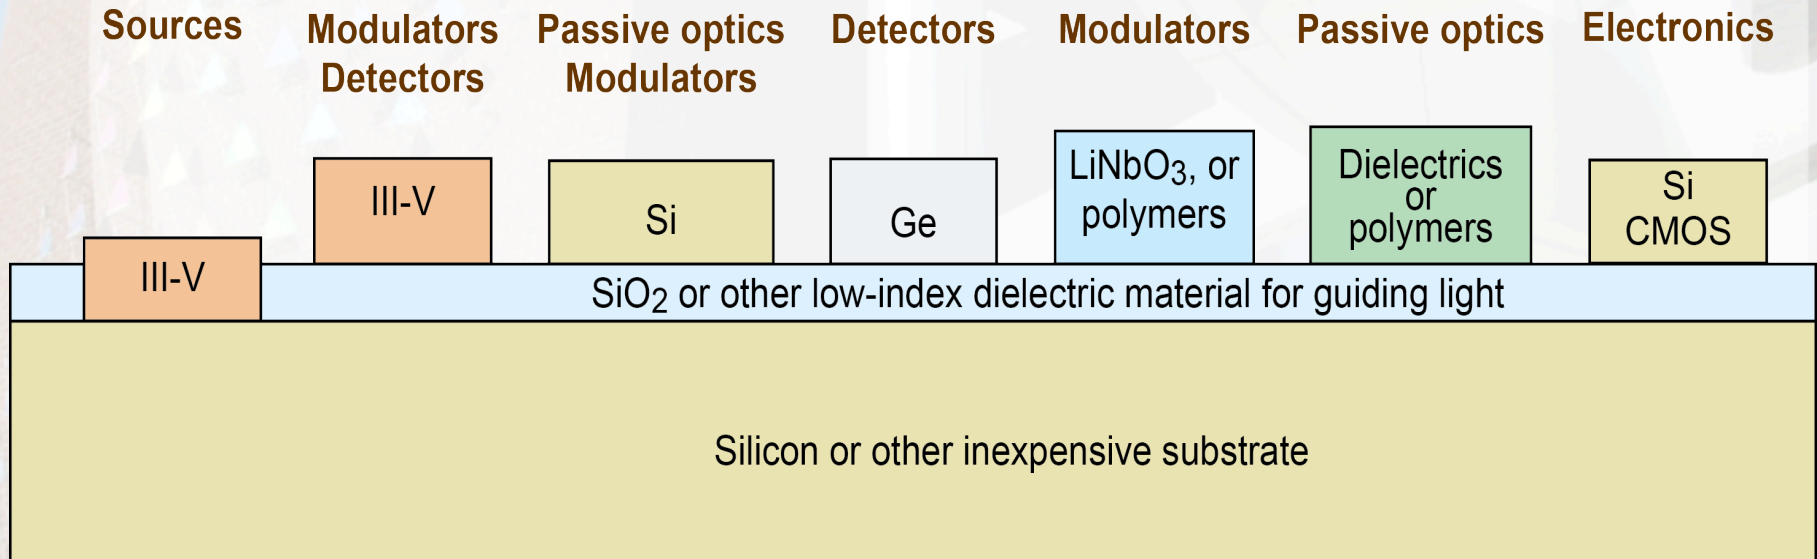 Sources
Modulators
Detectors
Passive optics
Modulators
Detectors
Modulators
Passive optics
Electronics
III-V
III-V
Si
Ge
LiNbO3, or
polymers
Dielectrics
or
polymers
Si
CMOS
SiO2 or other low-index dielectric material for guiding light
Silicon or other inexpensive substrate